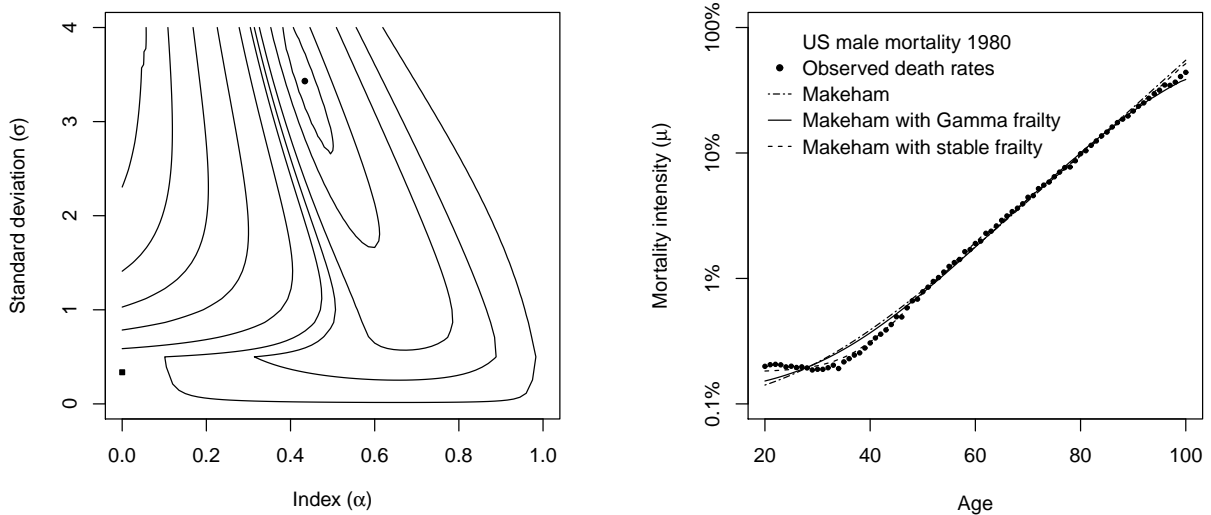 4
3
2
1
0
Standard deviation (σ)
0.0 0.2 0.4 0.6 0.8 1.0
Index (α)
100%
10%
1%
0.1%
Mortality intensity (μ)
US male mortality 1980
Observed death rates
Makeham
Makeham with Gamma frailty
Makeham with stable frailty
20 40 60 80 100
Age